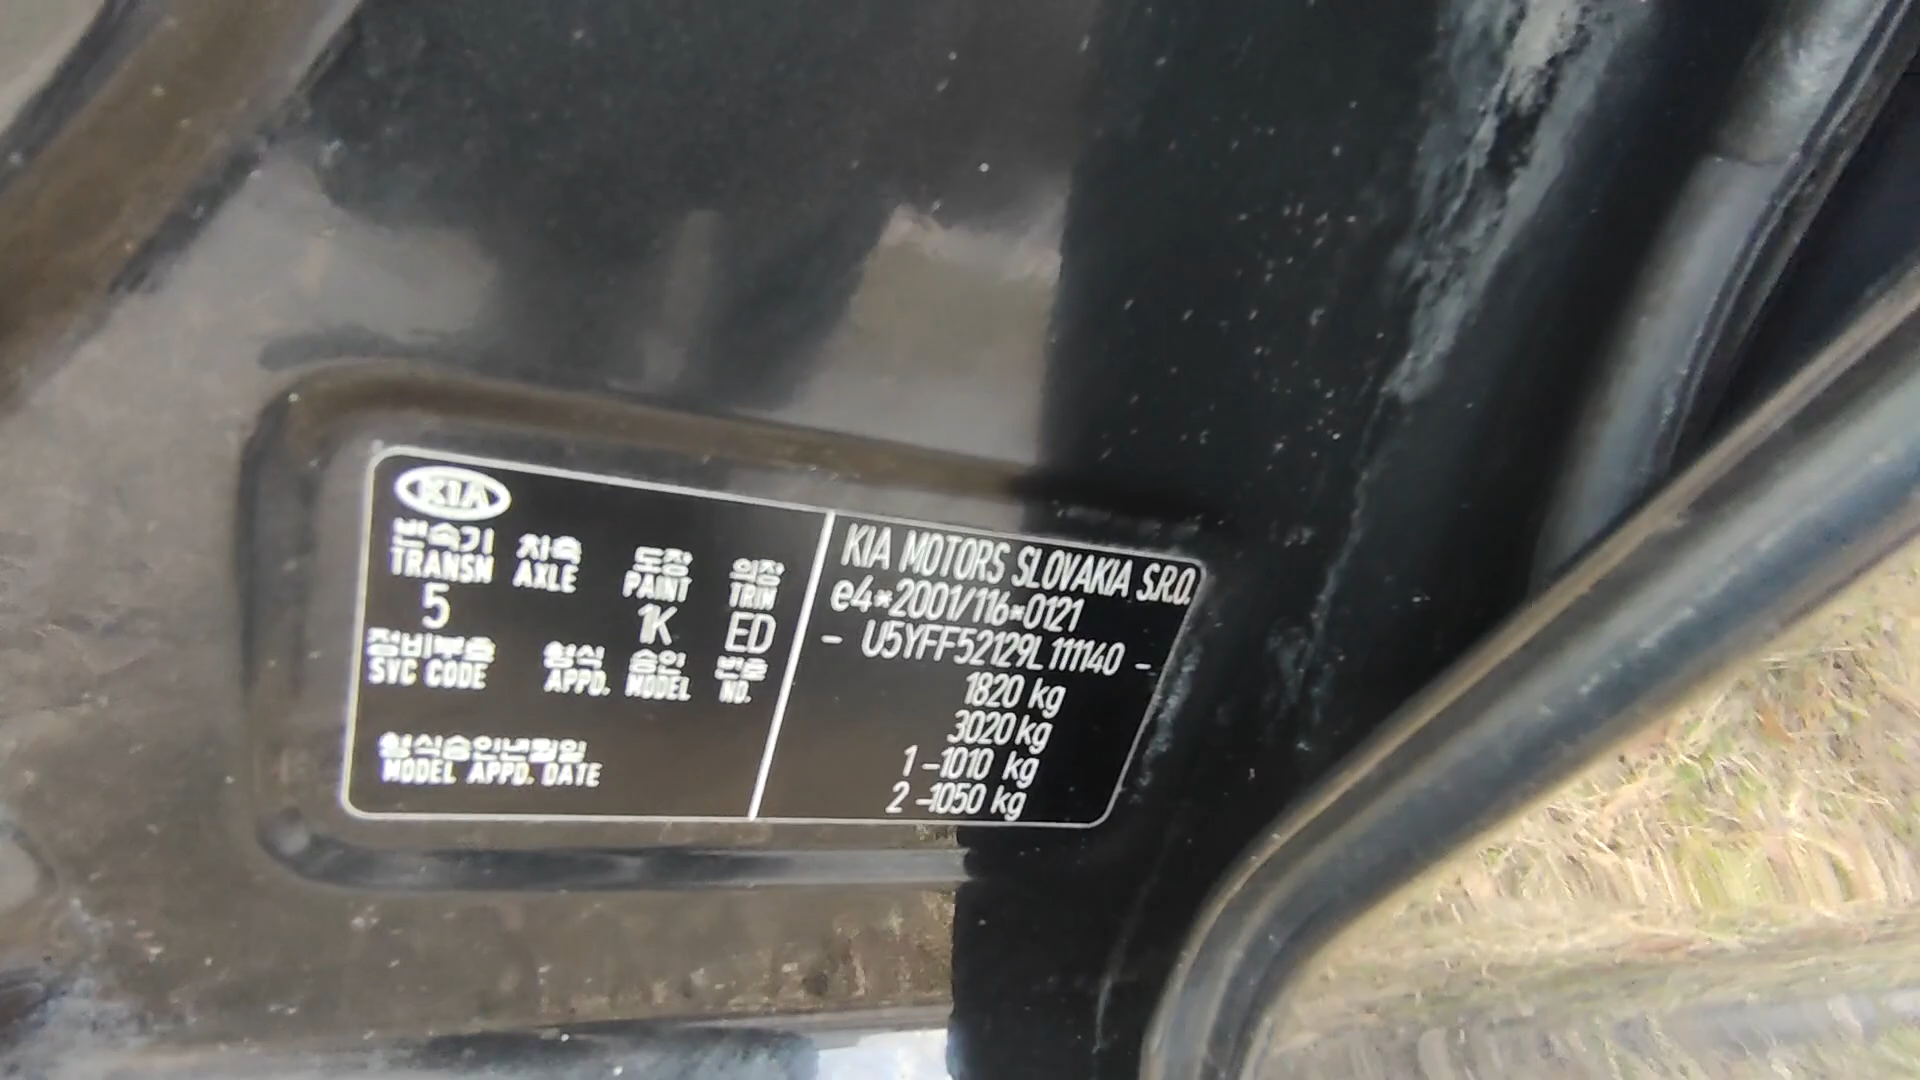 KIA
변속기 차축 도장 의장
TRANSM AXLE PAINT TRIM
5 1K ED
정비부호 형식 승인 번호
SVC CODE APPD. MODEL NO.
형식승인년월일
MODEL APPD. DATE
KIA MOTORS SLOVAKIA S.R.O.
e4*2001/116*0121
- U5YFF52129L111140 -
1820 kg
3020 kg
1 -1010 kg
2 -1050 kg